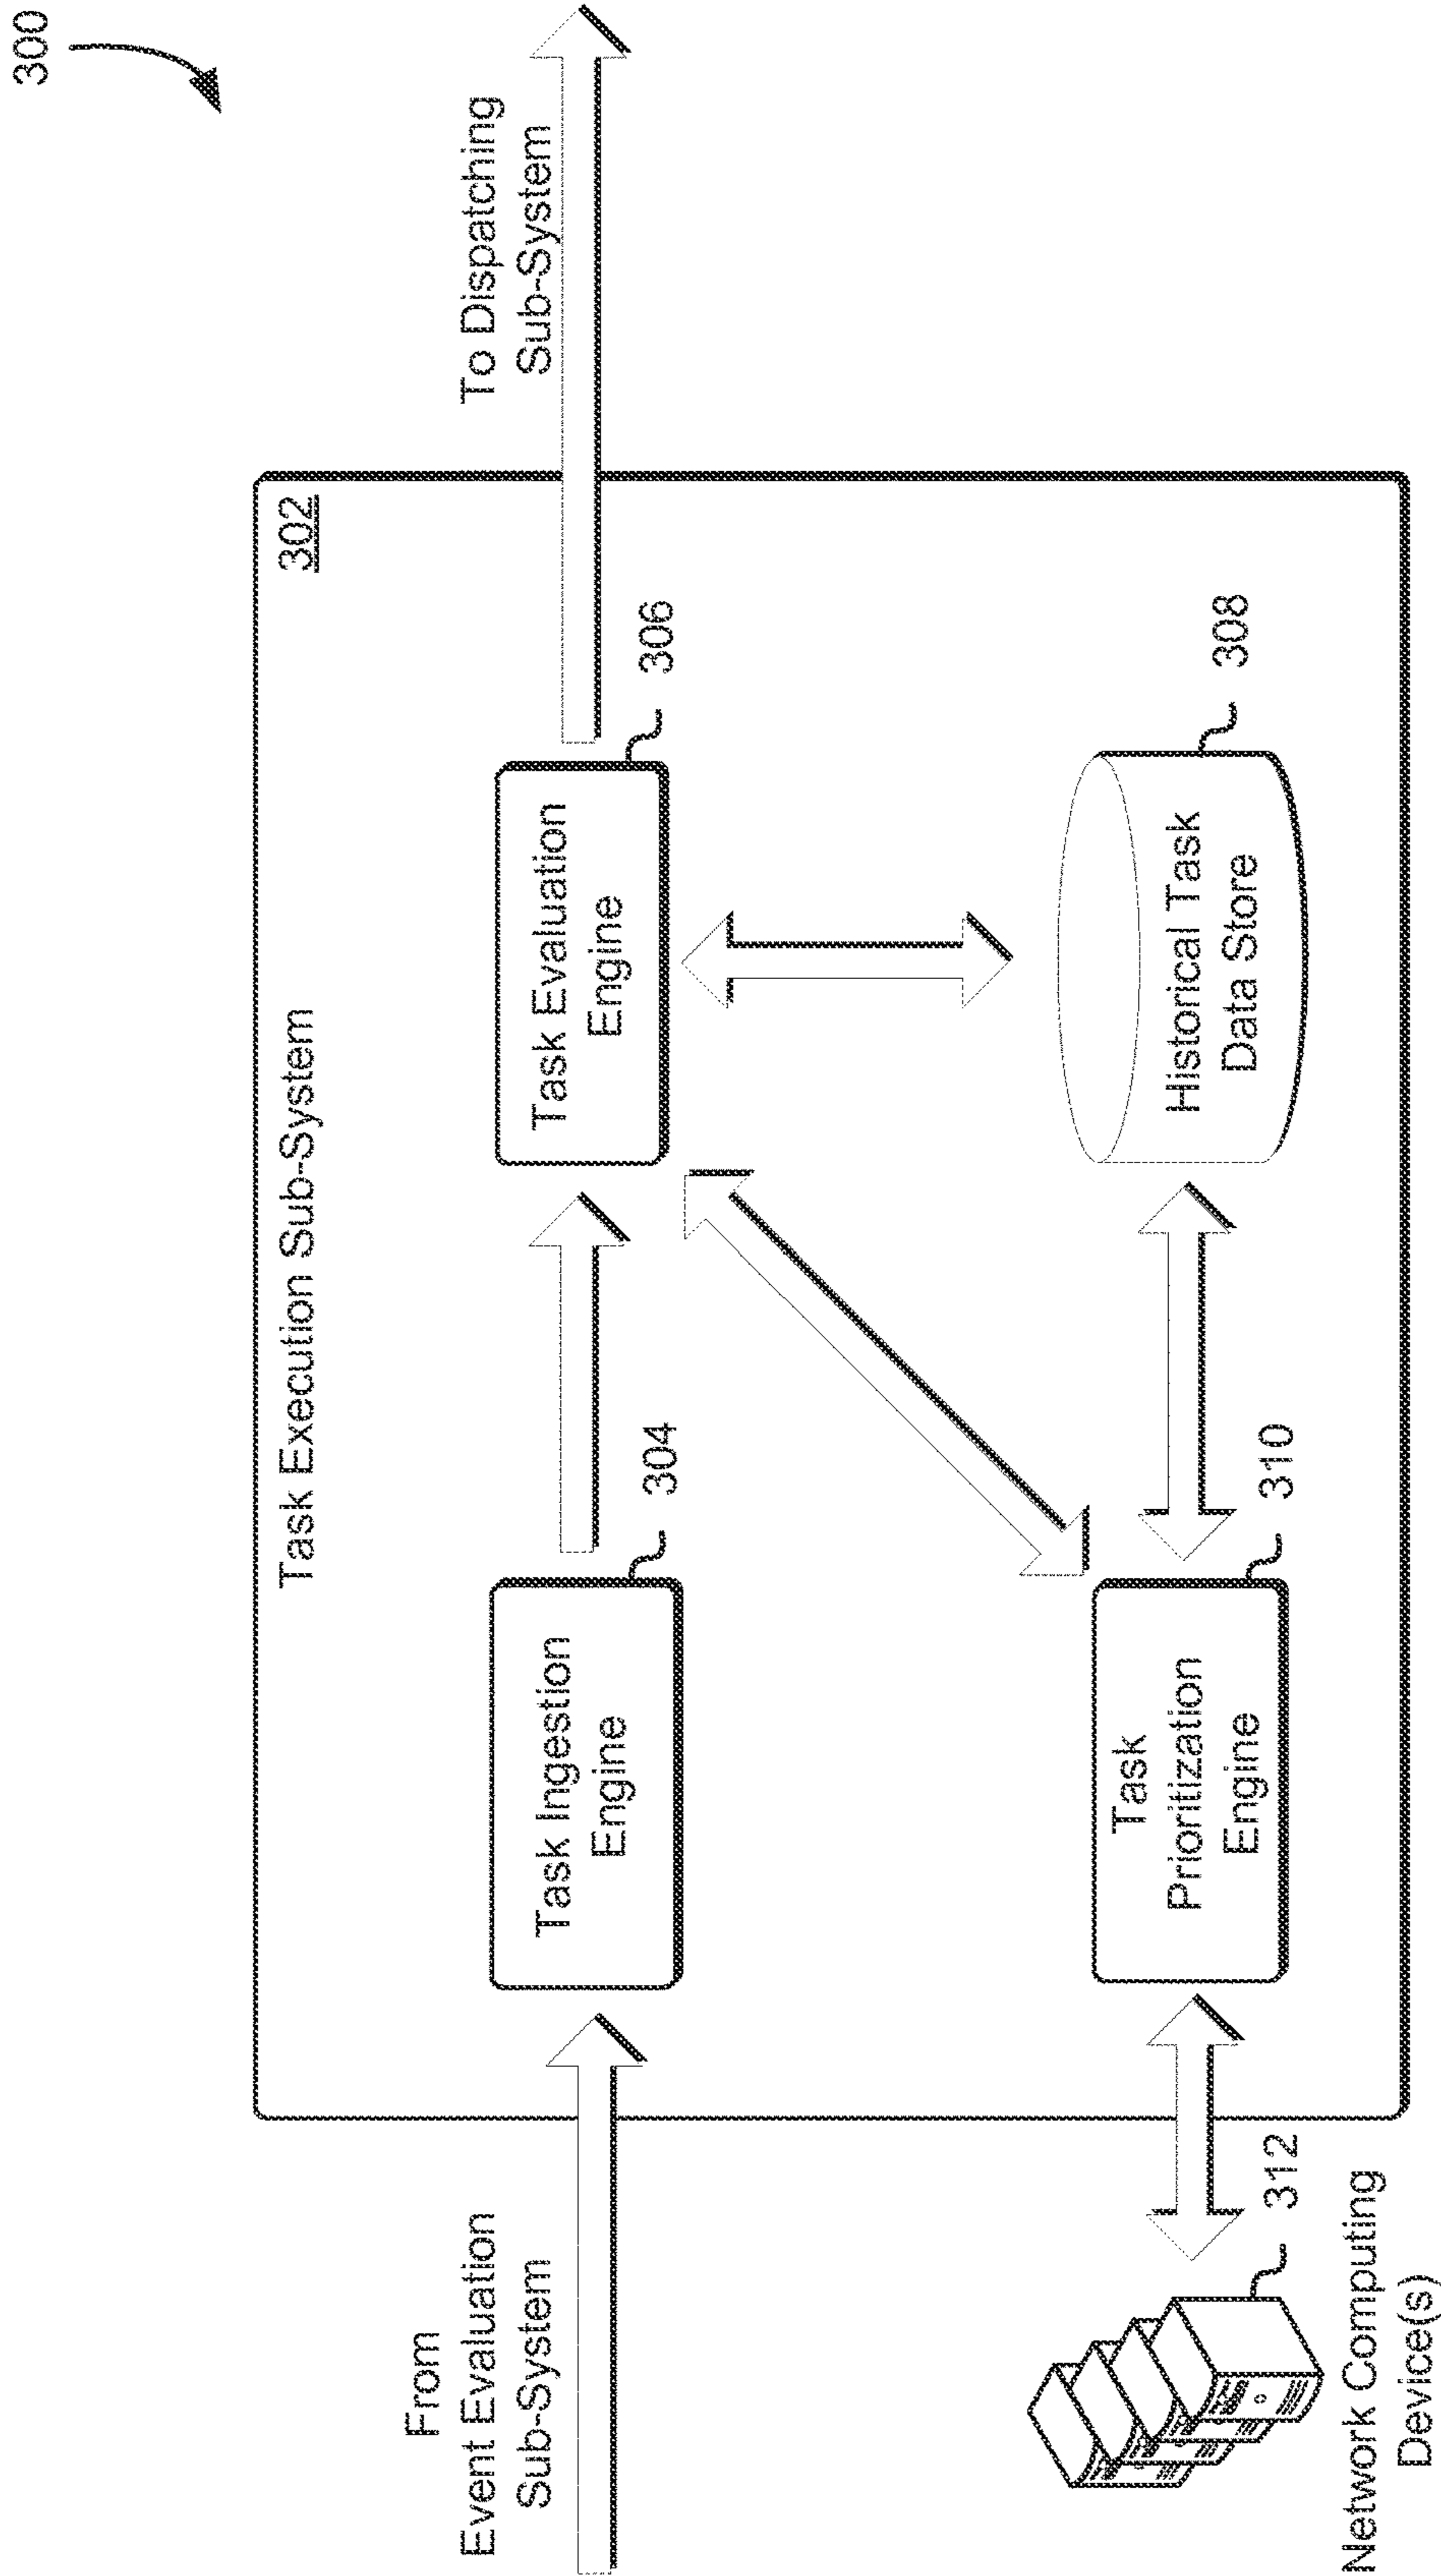 300
Task Execution Sub-System
302
From
Event Evaluation
Sub-System
Task Ingestion
Engine
304
Task Evaluation
Engine
306
To Dispatching
Sub-System
Network Computing
Device(s)
312
Task
Prioritization
Engine
310
Historical Task
Data Store
308